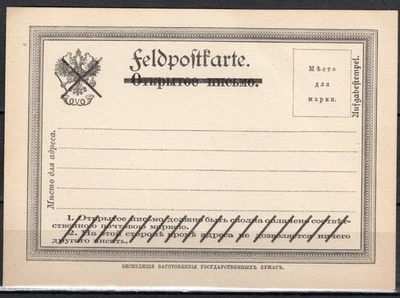 Feldpostkarte.
Открытое письмо.
Мѣсто
для
марки.
Aufgabestempel.
Мѣсто для адреса.
1. Открытое письмо должно быть сполна оплачено соотвѣт-
ственною почтовою маркою.
2. На этой сторонѣ кромѣ адреса не дозволяется ничего
другого писать.
ЭКСПЕДИЦІЯ ЗАГОТОВЛЕНІЯ ГОСУДАРСТВЕННЫХЪ БУМАГЪ.